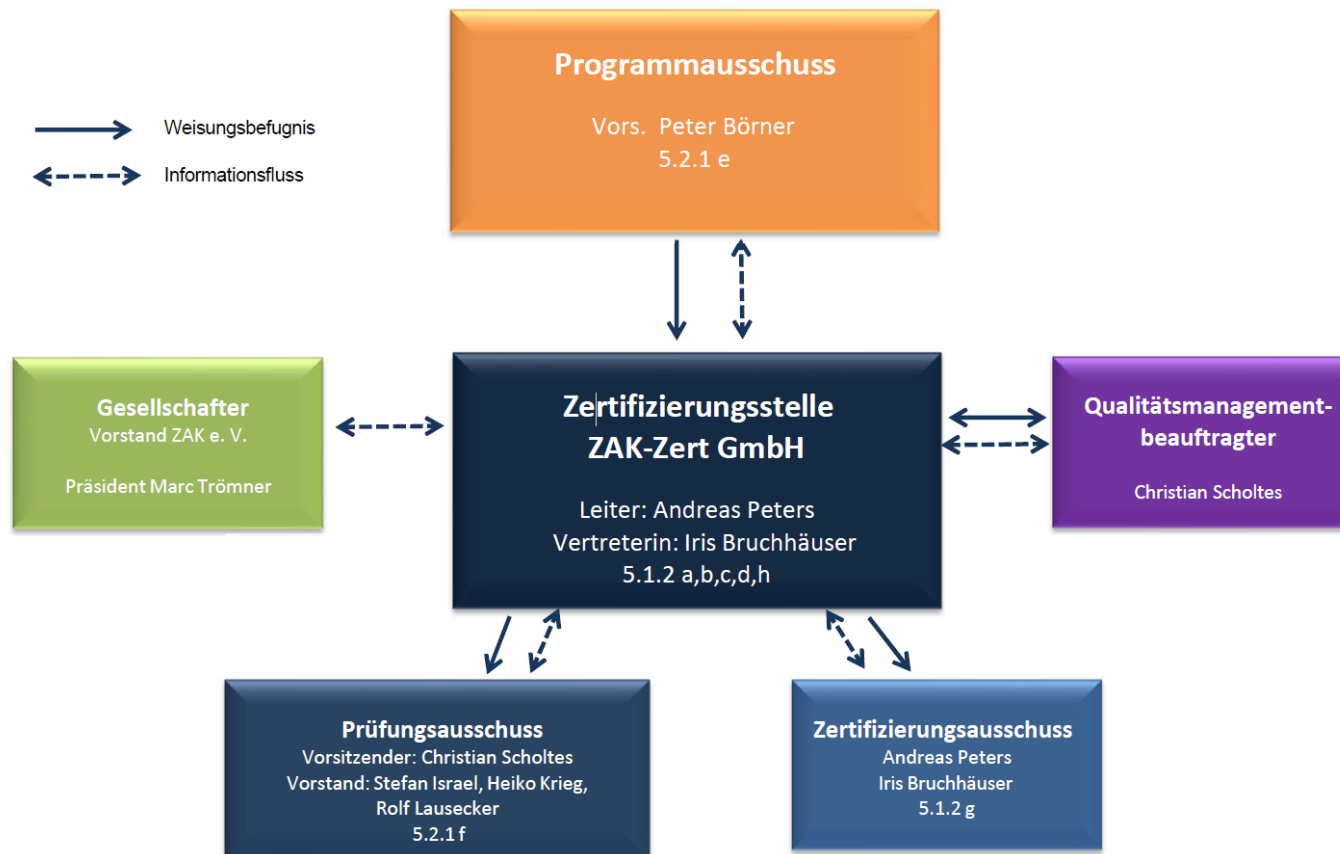 Programmausschuss
Vors. Peter Börner
5.2.1 e
Weisungsbefugnis
Informationsfluss
Gesellschafter
Vorstand ZAK e. V.
Präsident Marc Trömner
Zertifizierungsstelle
ZAK-Zert GmbH
Leiter: Andreas Peters
Vertreterin: Iris Bruchhäuser
5.1.2 a,b,c,d,h
Qualitätsmanagement-
beauftragter
Christian Scholtes
Prüfungsausschuss
Vorsitzender: Christian Scholtes
Vorstand: Stefan Israel, Heiko Krieg,
Rolf Lausecker
5.2.1 f
Zertifizierungsausschuss
Andreas Peters
Iris Bruchhäuser
5.1.2 g